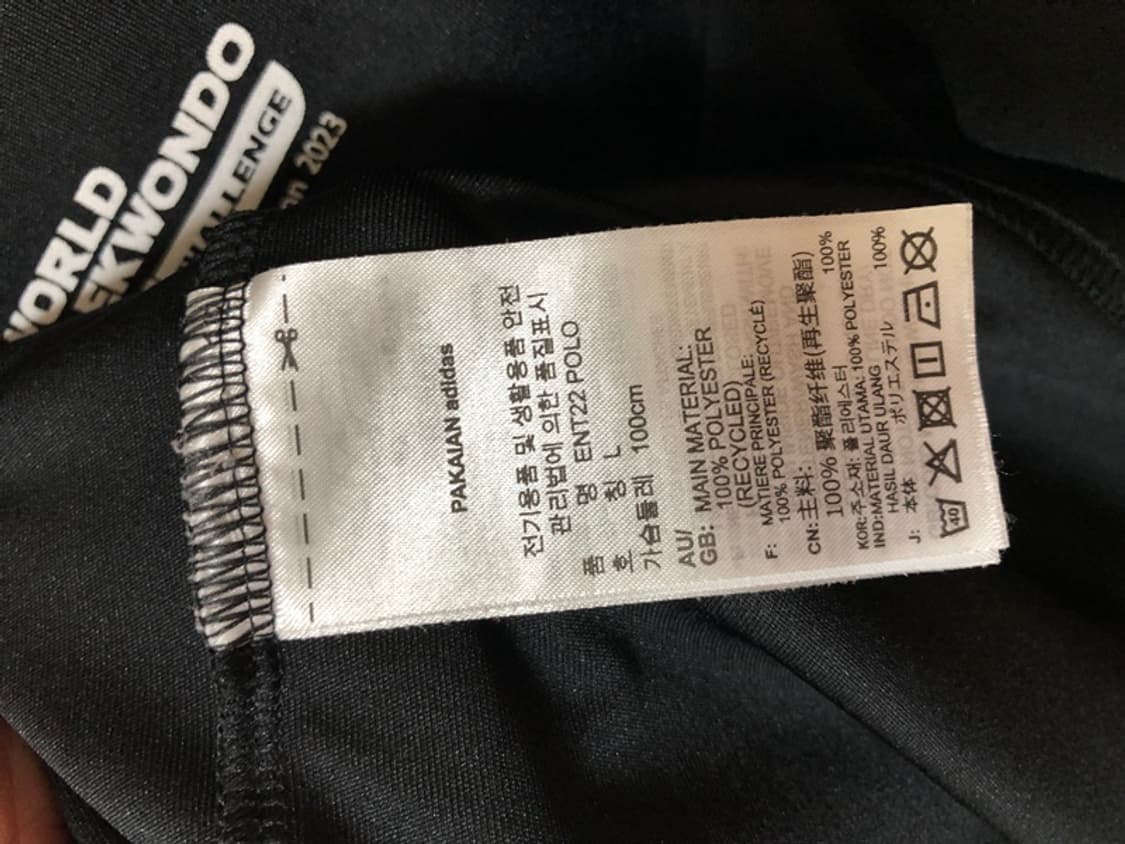 WORLD
EKWONDO
CHALLENGE
on 2023
PAKAIAN adidas
전기용품 및 생활용품 안전
관리법에 의한 품질표시
품 명 ENT22 POLO
호 칭 L
가슴둘레 100cm
AU/
GB: MAIN MATERIAL:
100% POLYESTER
(RECYCLED)
F: MATIERE PRINCIPALE:
100% POLYESTER (RECYCLÉ)
CN: 主料:
100% 聚酯纤维(再生聚酯)
100%
KOR: 주소재: 폴리에스터
IND:MATERIAL UTAMA: 100% POLYESTER
HASIL DAUR ULANG
J: 本体 ポリエステル 100%
40